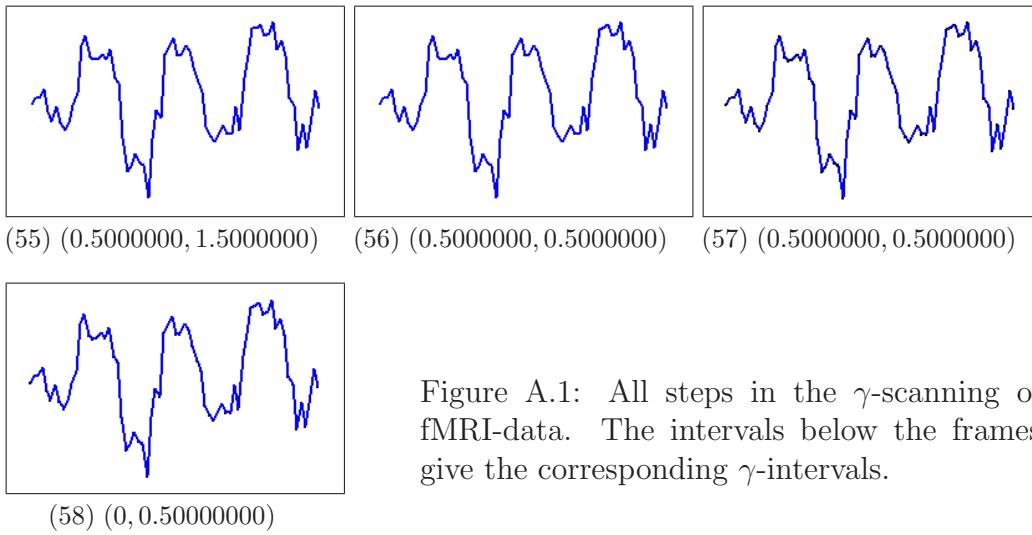 (55) (0.5000000, 1.5000000)
(56) (0.5000000, 0.5000000)
(57) (0.5000000, 0.5000000)
(58) (0, 0.50000000)
Figure A.1: All steps in the γ-scanning o
fMRI-data. The intervals below the frames
give the corresponding γ-intervals.